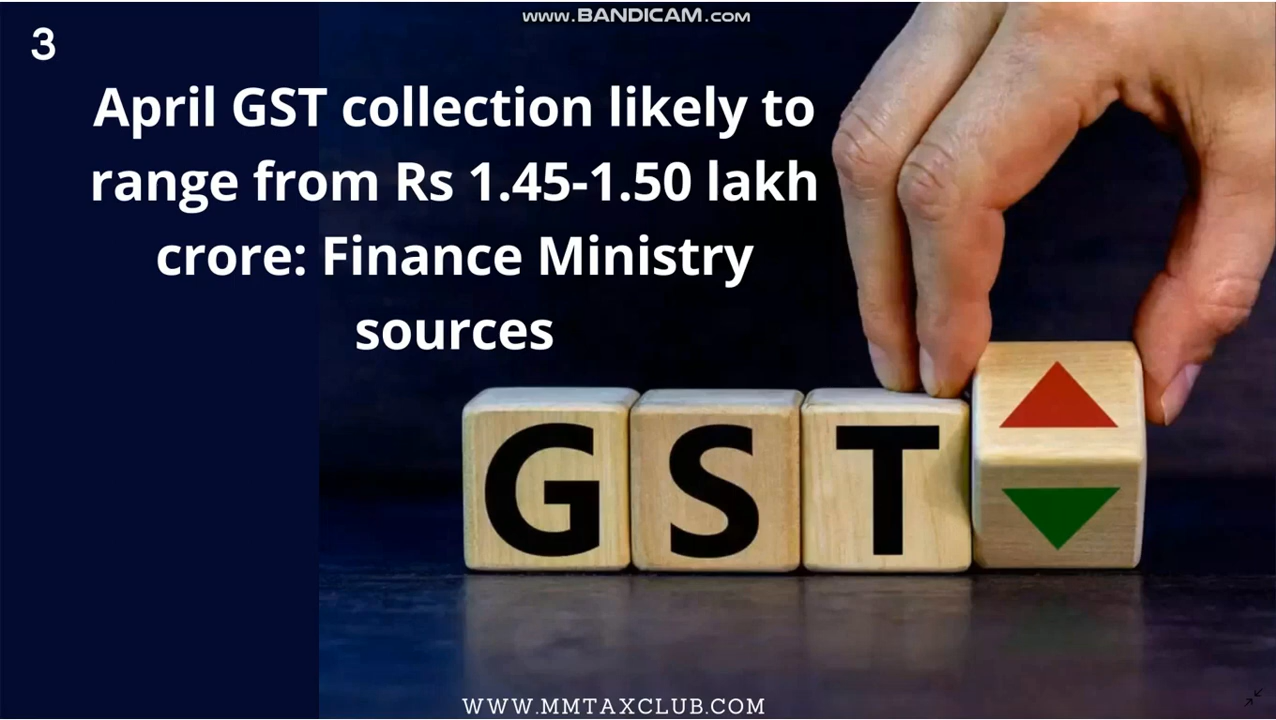 www.BANDICAM.com
3
April GST collection likely to
range from Rs 1.45-1.50 lakh
crore: Finance Ministry
sources
G S T
WWW.MMTAXCLUB.COM